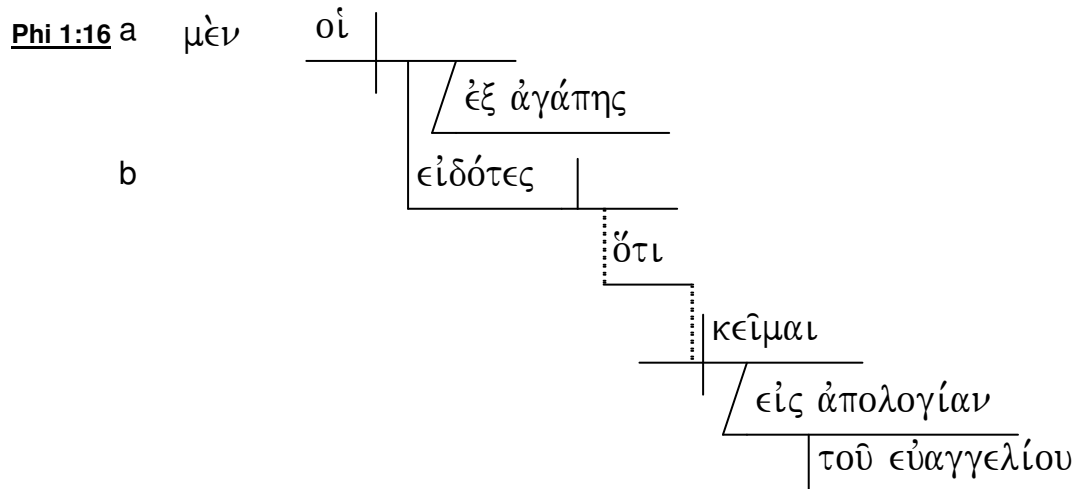 Phi 1:16 a μὲν οἱ
ἐξ ἀγάπης
b εἰδότες
ὅτι
κεῖμαι
εἰς ἀπολογίαν
τοῦ εὐαγγελίου